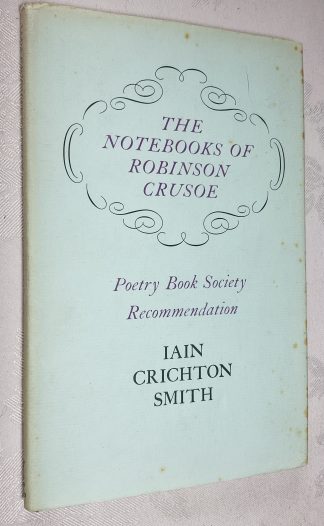 THE
NOTEBOOKS OF
ROBINSON
CRUSOE
Poetry Book Society
Recommendation
IAIN
CRICHTON
SMITH